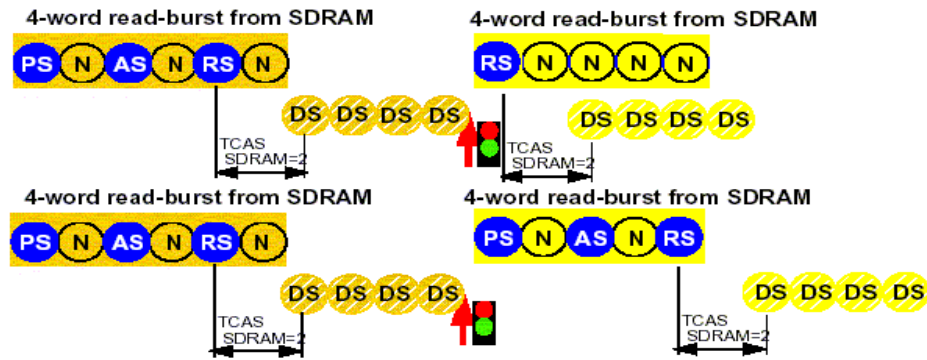 4-word read-burst from SDRAM
4-word read-burst from SDRAM
PS N AS N RS N
RS N N N N
DS DS DS DS
DS DS DS DS
TCAS
SDRAM=2
TCAS
SDRAM=2
4-word read-burst from SDRAM
4-word read-burst from SDRAM
PS N AS N RS N
PS N AS N RS
DS DS DS DS
DS DS DS DS
TCAS
SDRAM=2
TCAS
SDRAM=2